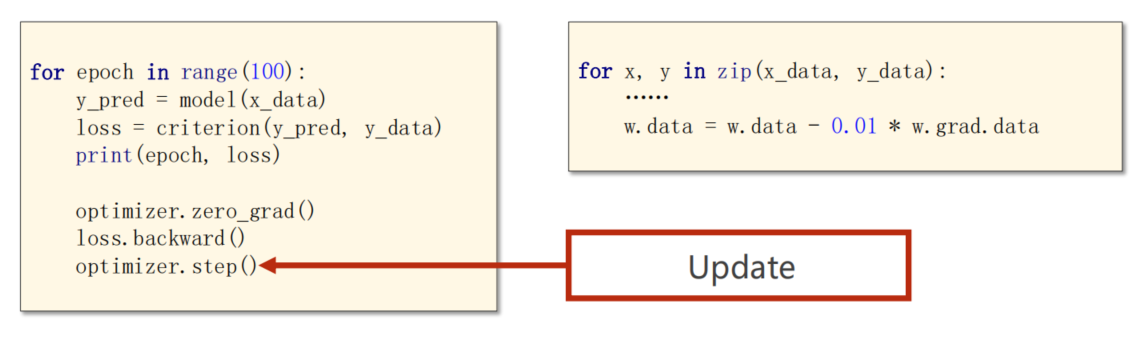 for epoch in range(100):
    y_pred = model(x_data)
    loss = criterion(y_pred, y_data)
    print(epoch, loss)
    optimizer.zero_grad()
    loss.backward()
    optimizer.step()
for x, y in zip(x_data, y_data):
    ......
    w.data = w.data - 0.01 * w.grad.data
Update